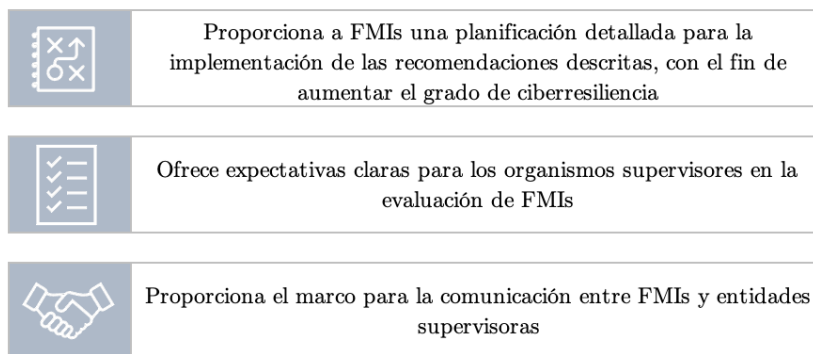 Proporciona a FMIs una planificación detallada para la
implementación de las recomendaciones descritas, con el fin de
aumentar el grado de ciberresiliencia
Ofrece expectativas claras para los organismos supervisores en la
evaluación de FMIs
Proporciona el marco para la comunicación entre FMIs y entidades
supervisoras